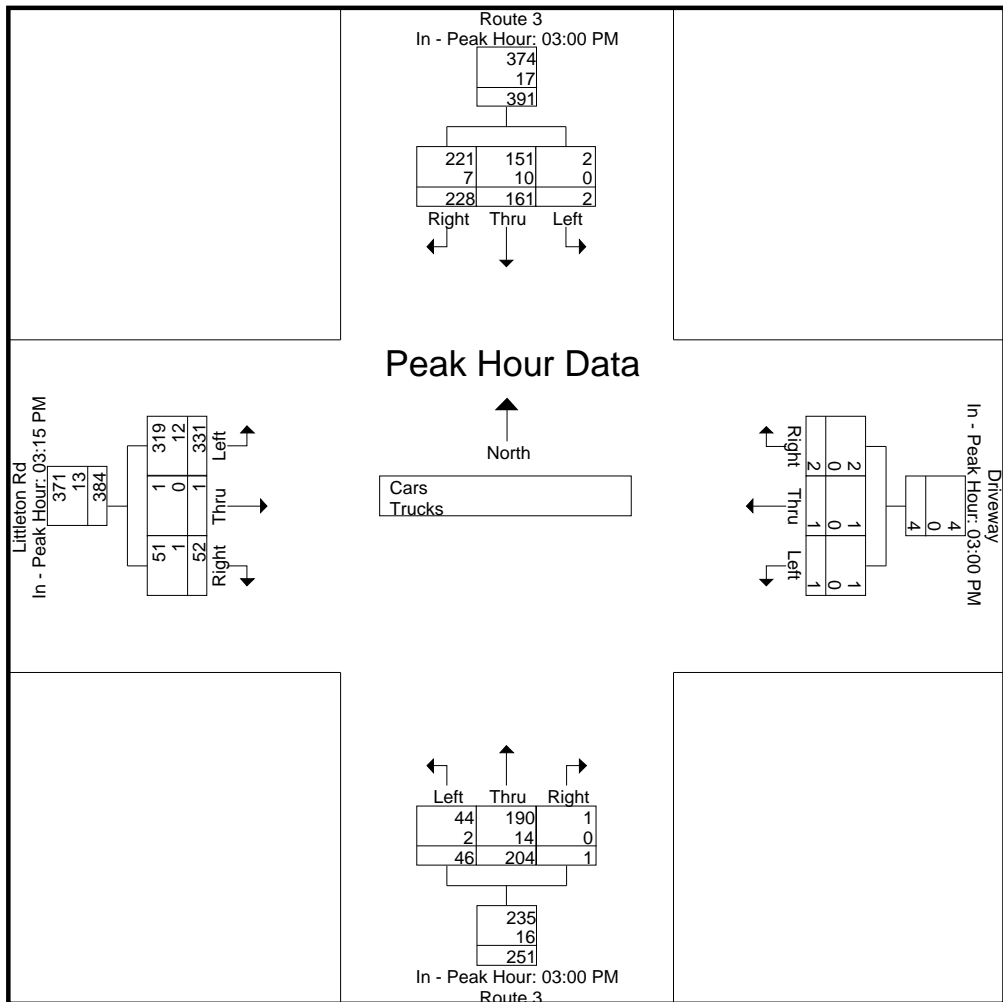 Route 3
In - Peak Hour: 03:00 PM
374
17
391
221 151 2
7 10 0
228 161 2
Right Thru Left
Peak Hour Data
North
Cars
Trucks
Littleton Rd
In - Peak Hour: 03:15 PM
371
13
384
319 12 331
Left
1 0 1
Thru
51 1 52
Right
Driveway
In - Peak Hour: 03:00 PM
4
0
4
Right
2 0 2
Thru
1 0 1
Left
1 0 1
Left Thru Right
44 190 1
2 14 0
46 204 1
235
16
251
In - Peak Hour: 03:00 PM
Route 3